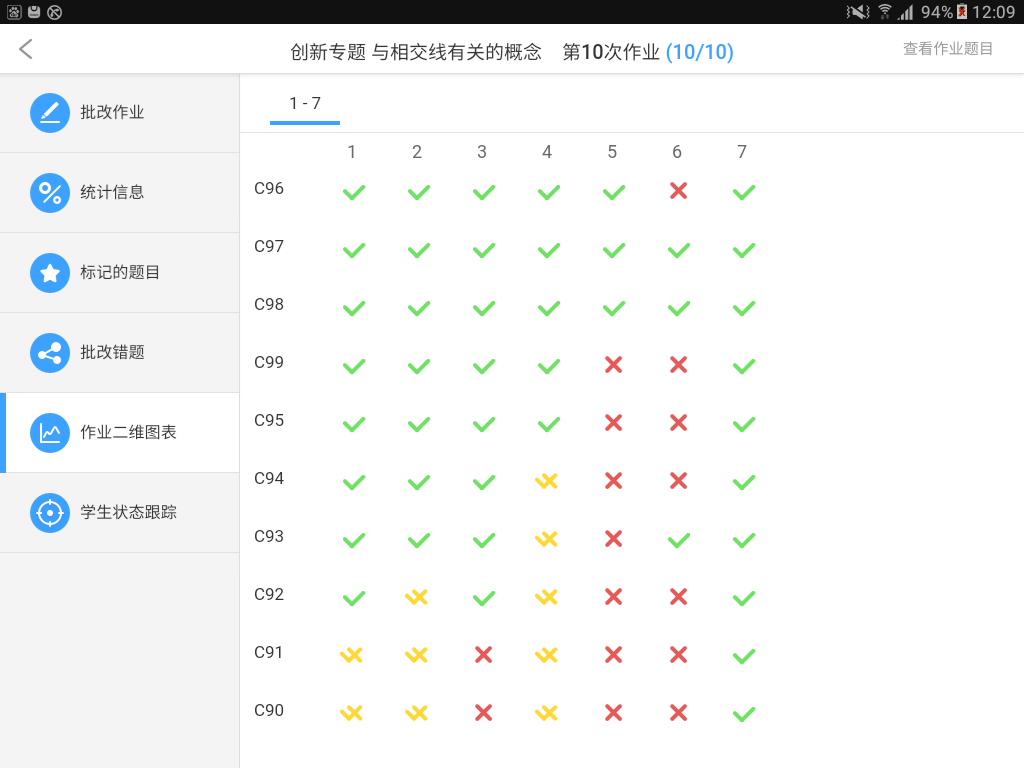 94% 12:09
创新专题 与相交线有关的概念 第10次作业 (10/10)
查看作业题目
批改作业
统计信息
标记的题目
批改错题
作业二维图表
学生状态跟踪
1 - 7
1 2 3 4 5 6 7
C96
C97
C98
C99
C95
C94
C93
C92
C91
C90